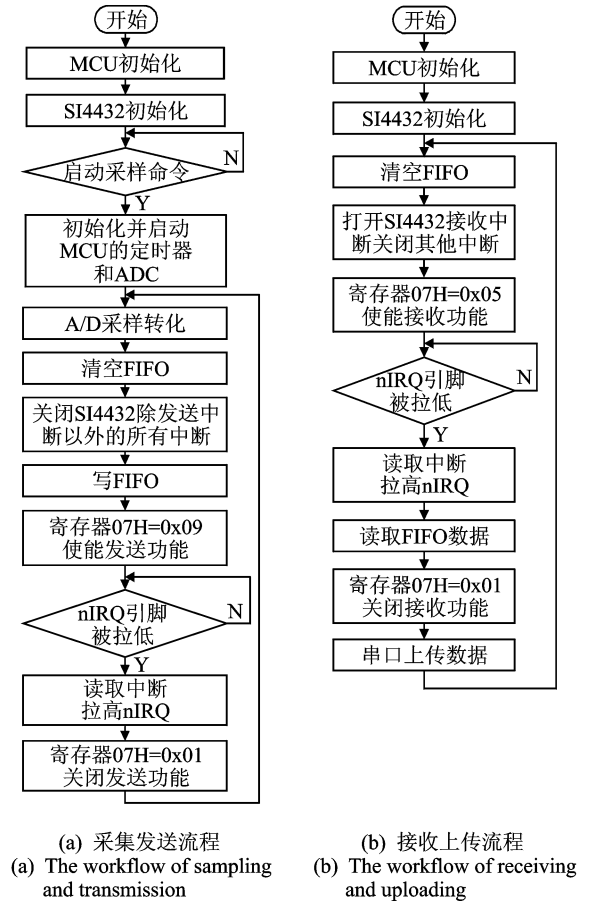 开始
MCU初始化
SI4432初始化
启动采样命令
N
Y
初始化并启动
MCU的定时器
和ADC
A/D采样转化
清空FIFO
关闭SI4432除发送中
断以外的所有中断
写FIFO
寄存器07H=0x09
使能发送功能
nIRQ引脚
被拉低
N
Y
读取中断
拉高nIRQ
寄存器07H=0x01
关闭发送功能
(a) 采集发送流程
(a) The workflow of sampling
and transmission
开始
MCU初始化
SI4432初始化
清空FIFO
打开SI4432接收中
断关闭其他中断
寄存器07H=0x05
使能接收功能
nIRQ引脚
被拉低
N
Y
读取中断
拉高nIRQ
读取FIFO数据
寄存器07H=0x01
关闭接收功能
串口上传数据
(b) 接收上传流程
(b) The workflow of receiving
and uploading